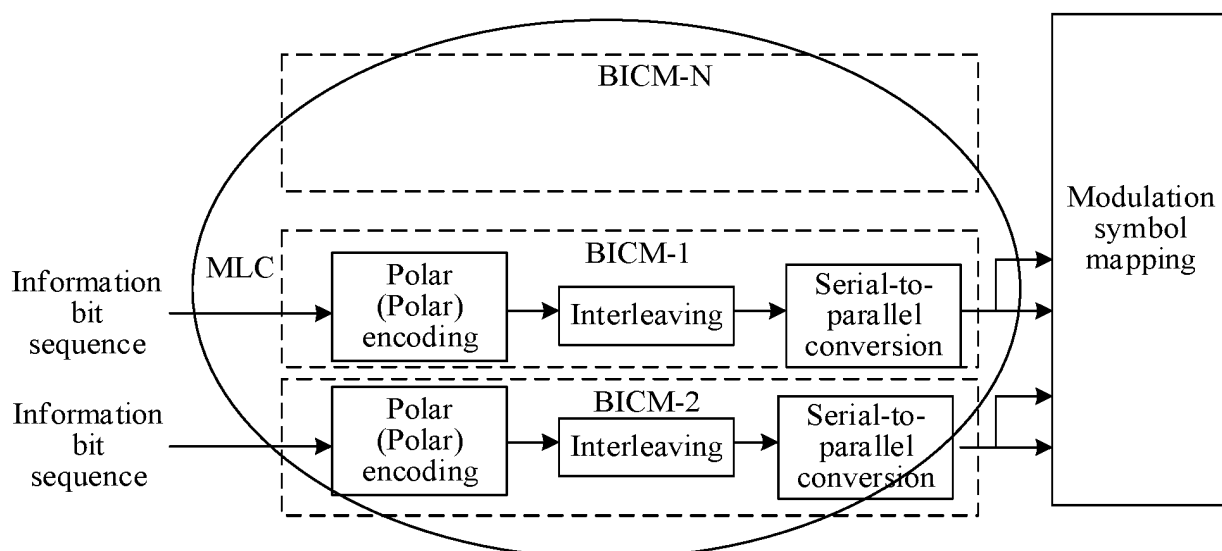 BICM-N
Modulation
symbol
mapping
MLC
BICM-1
Information
bit
sequence
Polar
(Polar)
encoding
Interleaving
Serial-to-
parallel
conversion
BICM-2
Information
bit
sequence
Polar
(Polar)
encoding
Interleaving
Serial-to-
parallel
conversion